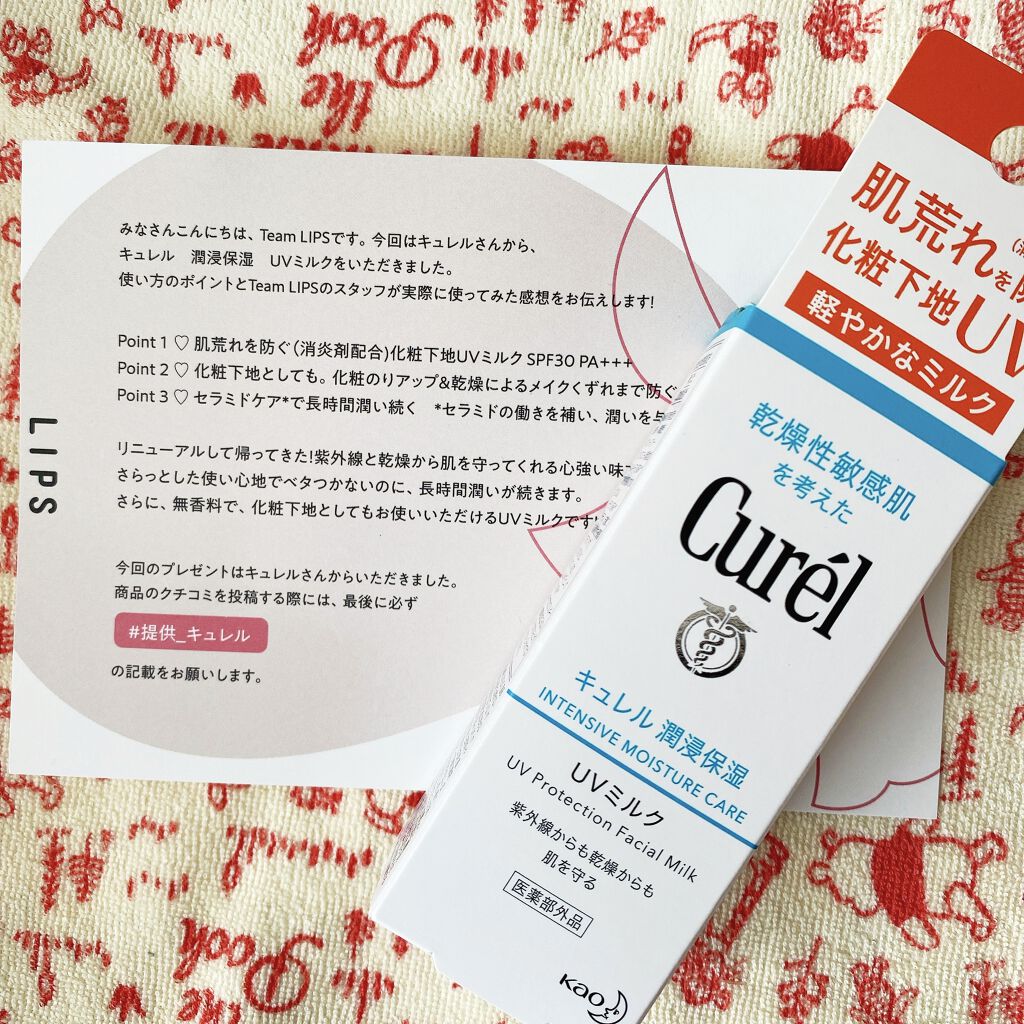 みなさんこんにちは、Team LIPSです。今回はキュレルさんから、
キュレル 潤浸保湿 UVミルクをいただきました。
使い方のポイントとTeam LIPSのスタッフが実際に使ってみた感想をお伝えします!
Point 1 ♡ 肌荒れを防ぐ(消炎剤配合)化粧下地UVミルク SPF30 PA+++
Point 2 ♡ 化粧下地としても。化粧のりアップ&乾燥によるメイクくずれまで防ぐ
Point 3 ♡ セラミドケア*で長時間潤い続く *セラミドの働きを補い、潤いを与
リニューアルして帰ってきた!紫外線と乾燥から肌を守ってくれる心強い味
さらっとした使い心地でベタつかないのに、長時間潤いが続きます。
さらに、無香料で、化粧下地としてもお使いいただけるUVミルクです
今回のプレゼントはキュレルさんからいただきました。
商品のクチコミを投稿する際には、最後に必ず
#提供_キュレル
の記載をお願いします。
LIPS
肌荒れを防
化粧下地UV
軽やかなミルク
乾燥性敏感肌
を考えた
Curél
キュレル 潤浸保湿
INTENSIVE MOISTURE CARE
UVミルク
UV Protection Facial Milk
紫外線からも乾燥からも
肌を守る
医薬部外品
Kao
the
Pooh
Pooh
the